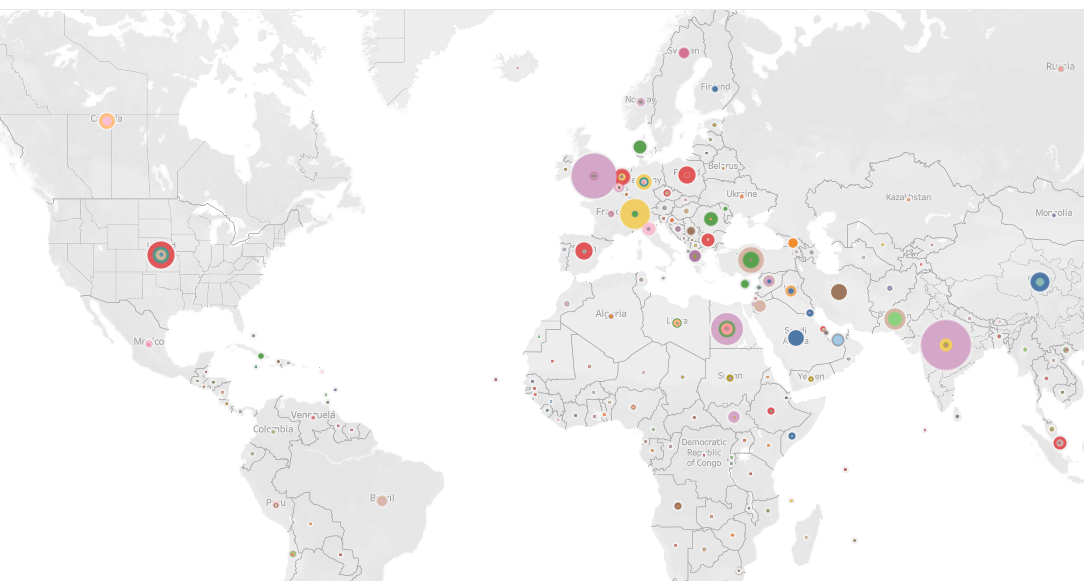 Sweden
Russia
Finland
Norway
Canada
Belarus
Ukraine
Kazakhstan
France
Mongolia
Algeria
Libya
Saudi
Arabia
Mexico
Sudan
Yemen
Venezuela
Colombia
Democratic
Republic
of Congo
Peru
Brazil